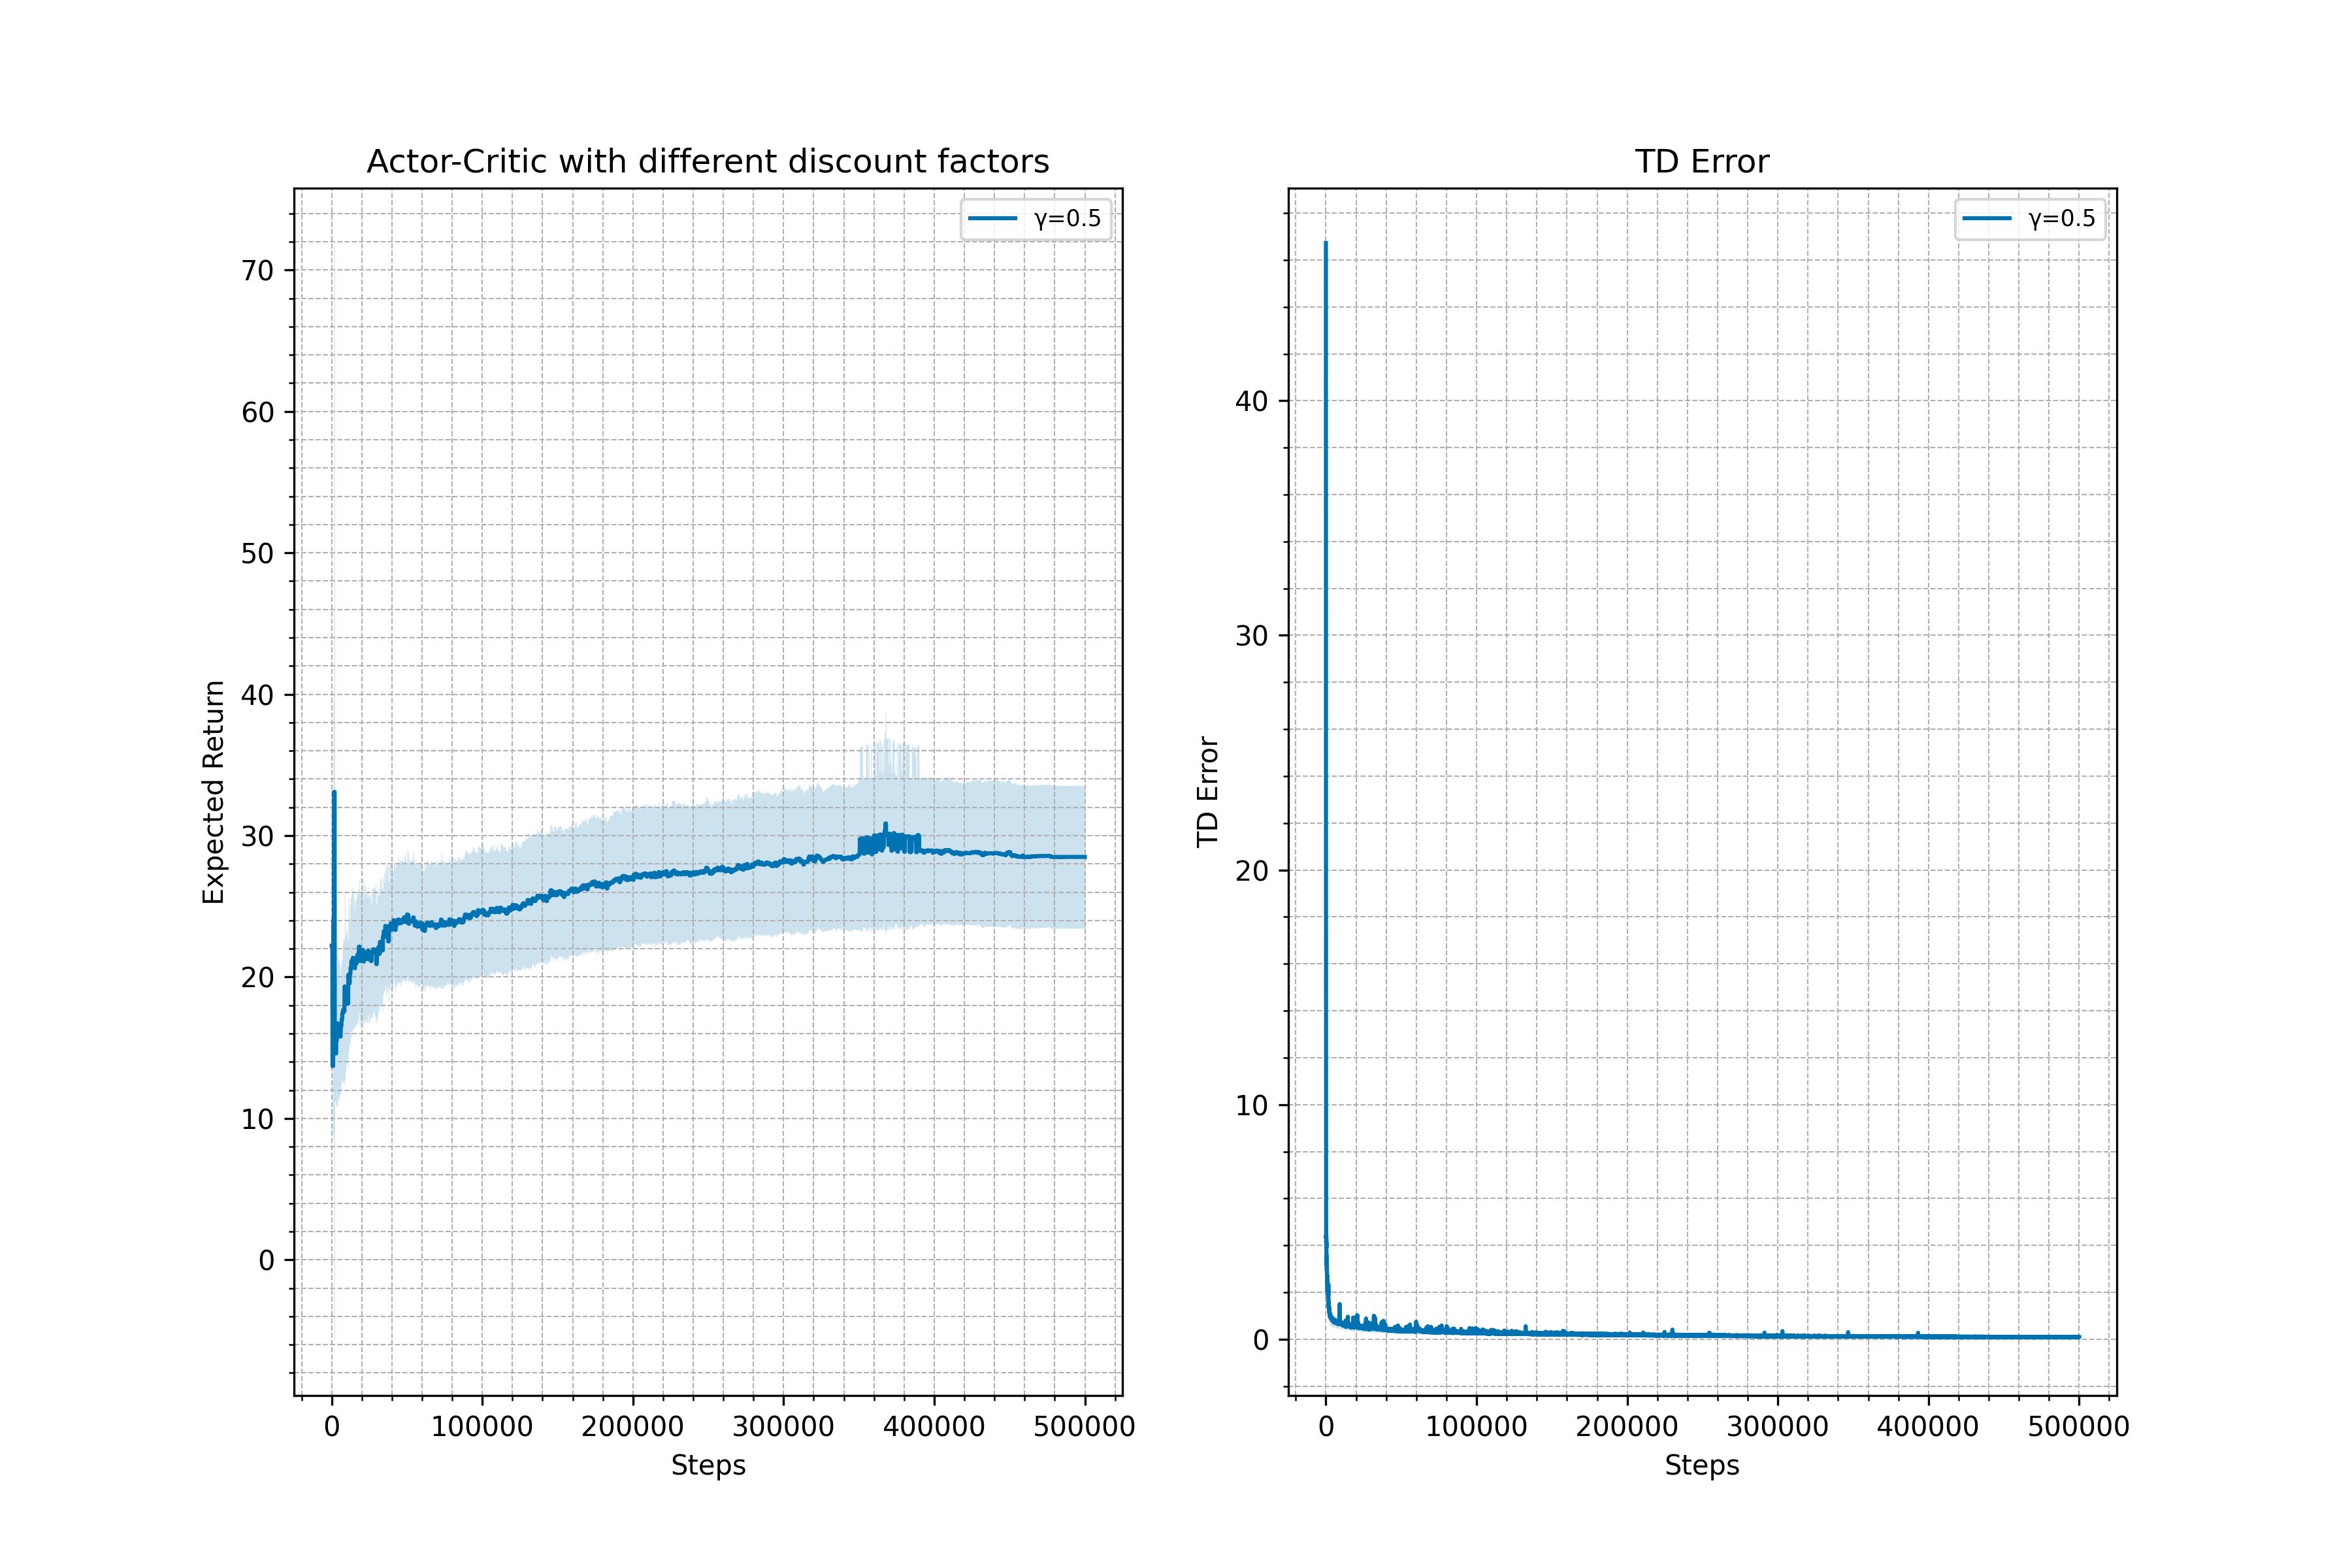 Actor-Critic with different discount factors
γ=0.5
70
60
50
40
30
20
10
0
Expected Return
0 100000 200000 300000 400000 500000
Steps
TD Error
γ=0.5
40
30
20
10
0
TD Error
0 100000 200000 300000 400000 500000
Steps